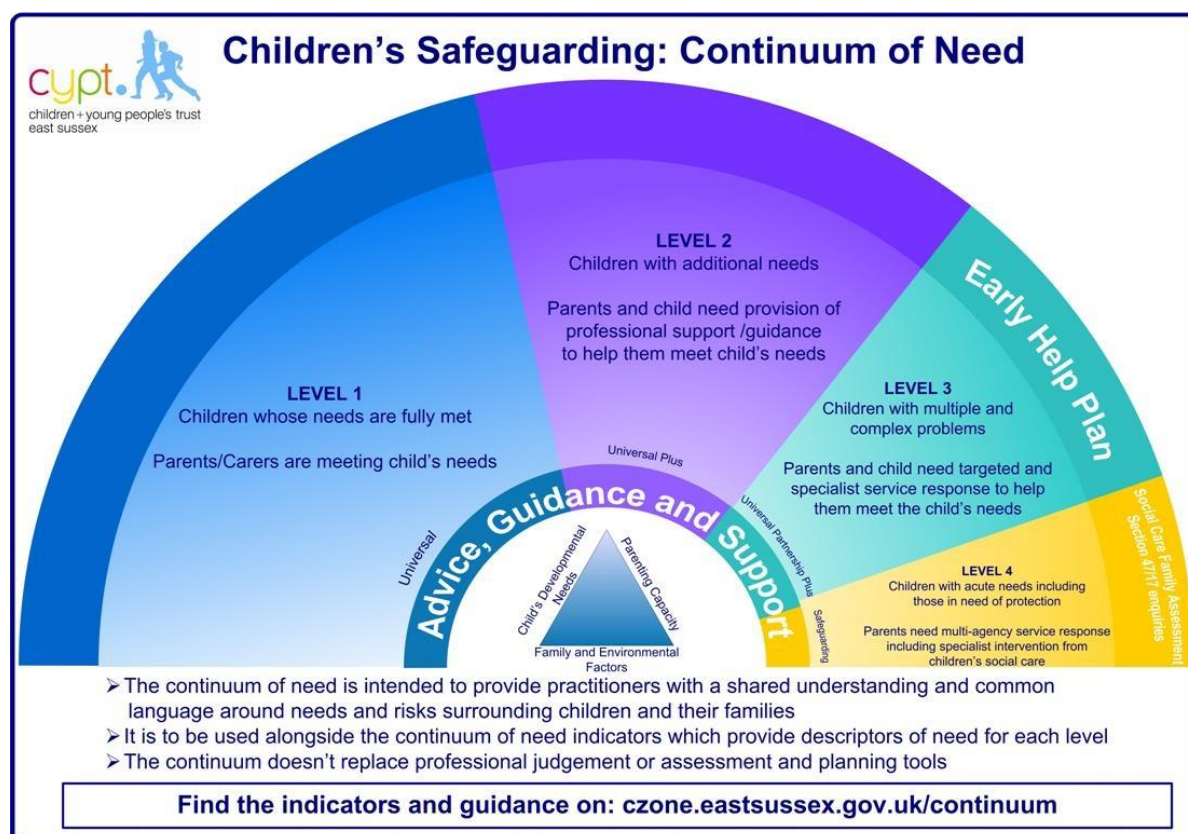 Children's Safeguarding: Continuum of Need
cypt.
children+young people's trust
east sussex
LEVEL 1
Children whose needs are fully met
Parents/Carers are meeting child's needs
LEVEL 2
Children with additional needs
Parents and child need provision of
professional support /guidance
to help them meet child's needs
Early Help Plan
LEVEL 3
Children with multiple and
complex problems
Parents and child need targeted and
specialist service response to help
them meet the child's needs
Social Care Family Assessment
Section 47/17 enquiries
LEVEL 4
Children with acute needs including
those in need of protection
Parents need multi-agency service response
including specialist intervention from
children's social care
Universal
Universal Plus
Universal Partnership Plus
Safeguarding
Advice, Guidance and Support
Child's Developmental
Needs
Parenting Capacity
Family and Environmental
Factors
➢ The continuum of need is intended to provide practitioners with a shared understanding and common
language around needs and risks surrounding children and their families
➢ It is to be used alongside the continuum of need indicators which provide descriptors of need for each level
➢ The continuum doesn't replace professional judgement or assessment and planning tools
Find the indicators and guidance on: czone.eastsussex.gov.uk/continuum